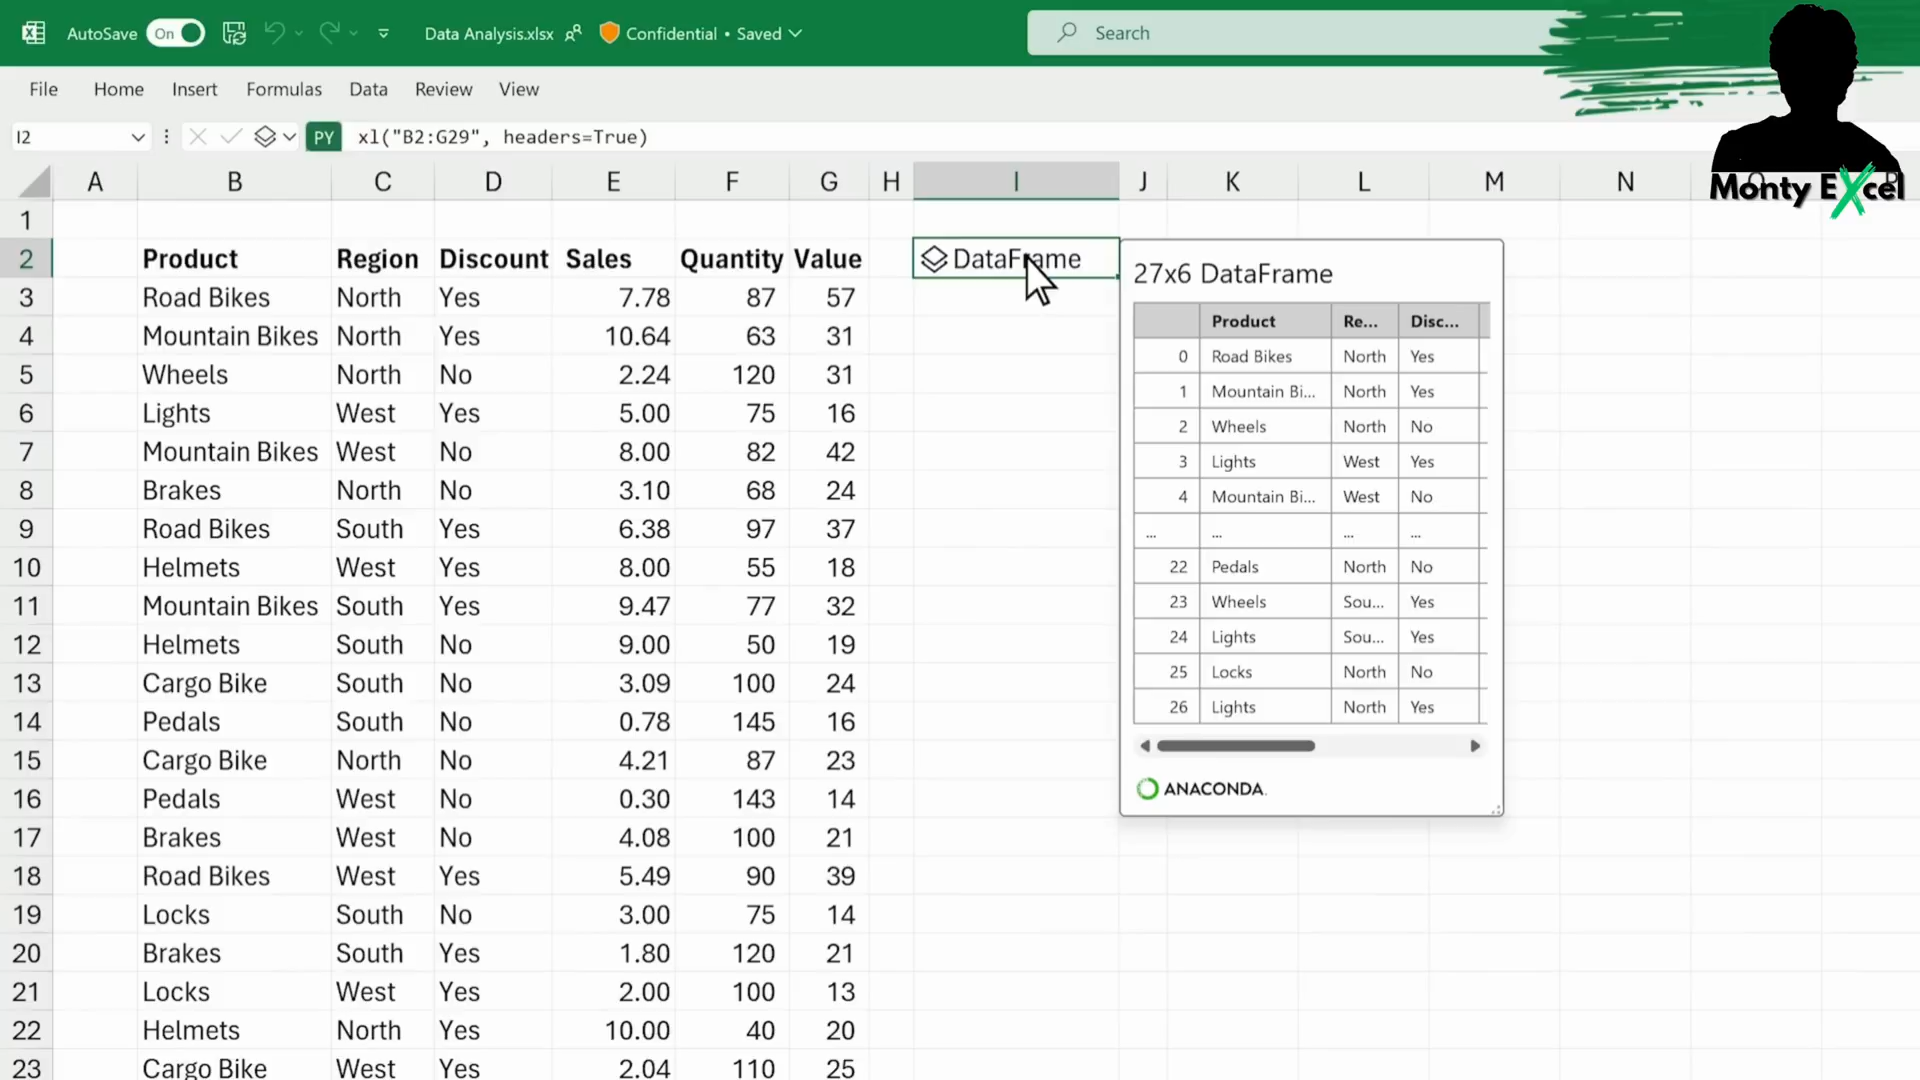 AutoSave On Data Analysis.xlsx Confidential • Saved Search
File Home Insert Formulas Data Review View
I2 PY xl("B2:G29", headers=True)
Monty Excel
A B C D E F G H I J K L M N
1
2 Product Region Discount Sales Quantity Value DataFrame
3 Road Bikes North Yes 7.78 87 57
4 Mountain Bikes North Yes 10.64 63 31
5 Wheels North No 2.24 120 31
6 Lights West Yes 5.00 75 16
7 Mountain Bikes West No 8.00 82 42
8 Brakes North No 3.10 68 24
9 Road Bikes South Yes 6.38 97 37
10 Helmets West Yes 8.00 55 18
11 Mountain Bikes South Yes 9.47 77 32
12 Helmets South No 9.00 50 19
13 Cargo Bike South No 3.09 100 24
14 Pedals South No 0.78 145 16
15 Cargo Bike North No 4.21 87 23
16 Pedals West No 0.30 143 14
17 Brakes West No 4.08 100 21
18 Road Bikes West Yes 5.49 90 39
19 Locks South No 3.00 75 14
20 Brakes South Yes 1.80 120 21
21 Locks West Yes 2.00 100 13
22 Helmets North Yes 10.00 40 20
23 Cargo Bike West Yes 2.04 110 25
27x6 DataFrame
Product Re... Disc...
0 Road Bikes North Yes
1 Mountain Bi... North Yes
2 Wheels North No
3 Lights West Yes
4 Mountain Bi... West No
... ... ... ...
22 Pedals North No
23 Wheels Sou... Yes
24 Lights Sou... Yes
25 Locks North No
26 Lights North Yes
ANACONDA.